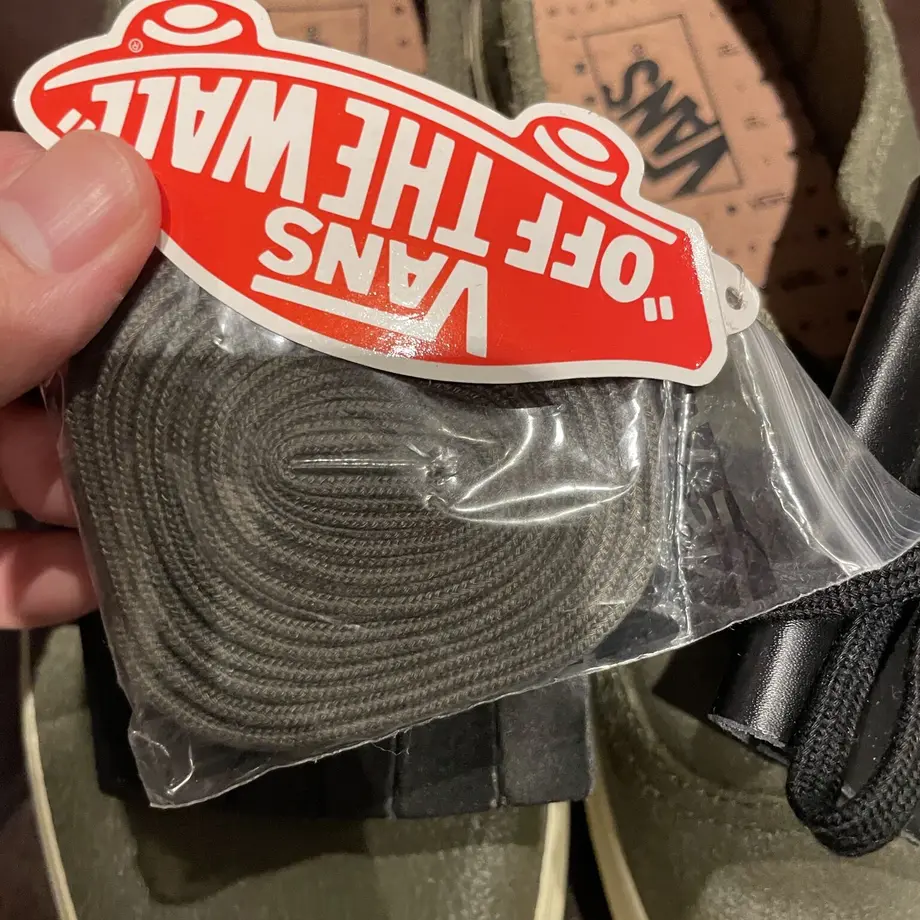 VANS
"OFF THE WALL"
®
VANS